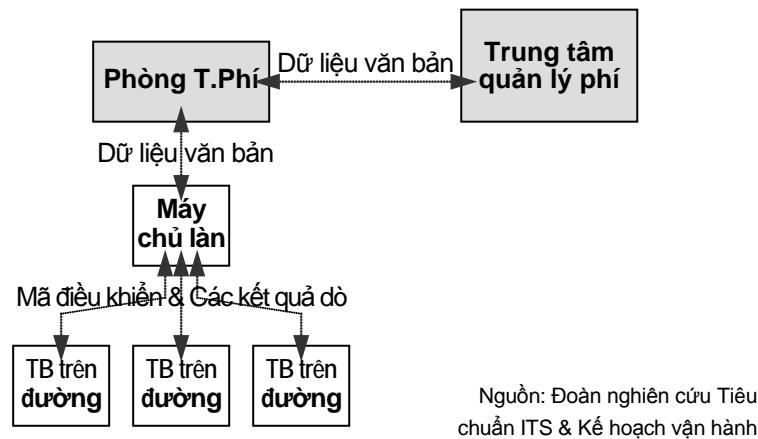 Phòng T.Phí
Dữ liệu văn bản
Trung tâm
quản lý phí
Dữ liệu văn bản
Máy
chủ làn
Mã điều khiển & Các kết quả dò
TB trên
đường
TB trên
đường
TB trên
đường
Nguồn: Đoàn nghiên cứu Tiêu
chuẩn ITS & Kế hoạch vận hành